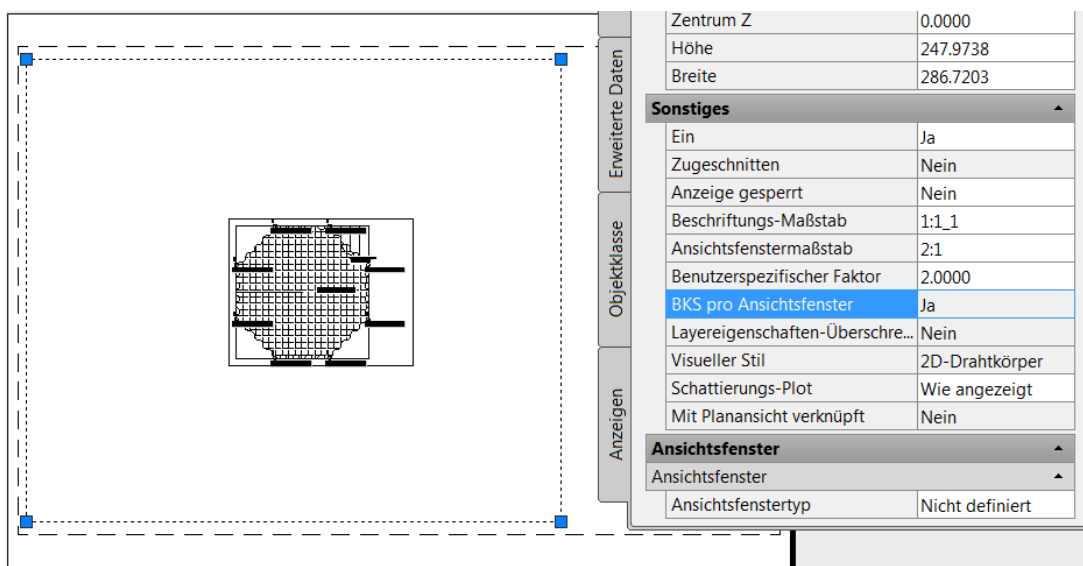 Zentrum Z 0.0000
Höhe 247.9738
Breite 286.7203
Sonstiges
Ein Ja
Zugeschnitten Nein
Anzeige gesperrt Nein
Beschriftungs-Maßstab 1:1_1
Ansichtsfenstermaßstab 2:1
Benutzerspezifischer Faktor 2.0000
BKS pro Ansichtsfenster Ja
Layereigenschaften-Überschre... Nein
Visueller Stil 2D-Drahtkörper
Schattierungs-Plot Wie angezeigt
Mit Planansicht verknüpft Nein
Ansichtsfenster
Ansichtsfenster
Ansichtsfenstertyp Nicht definiert
Erweiterte Daten
Objektklasse
Anzeigen